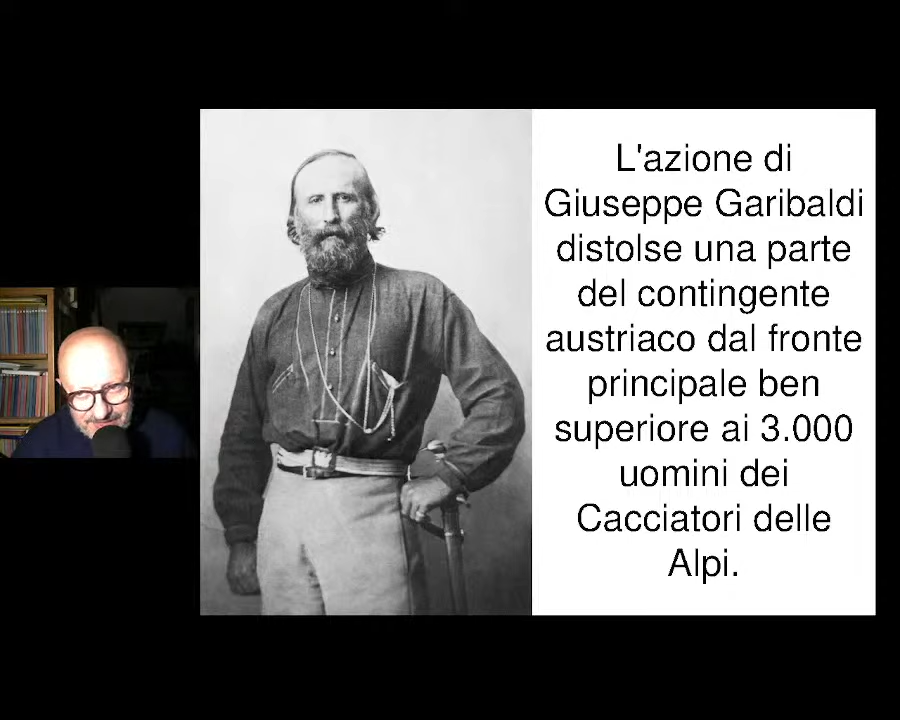 L'azione di
Giuseppe Garibaldi
distolse una parte
del contingente
austriaco dal fronte
principale ben
superiore ai 3.000
uomini dei
Cacciatori delle
Alpi.